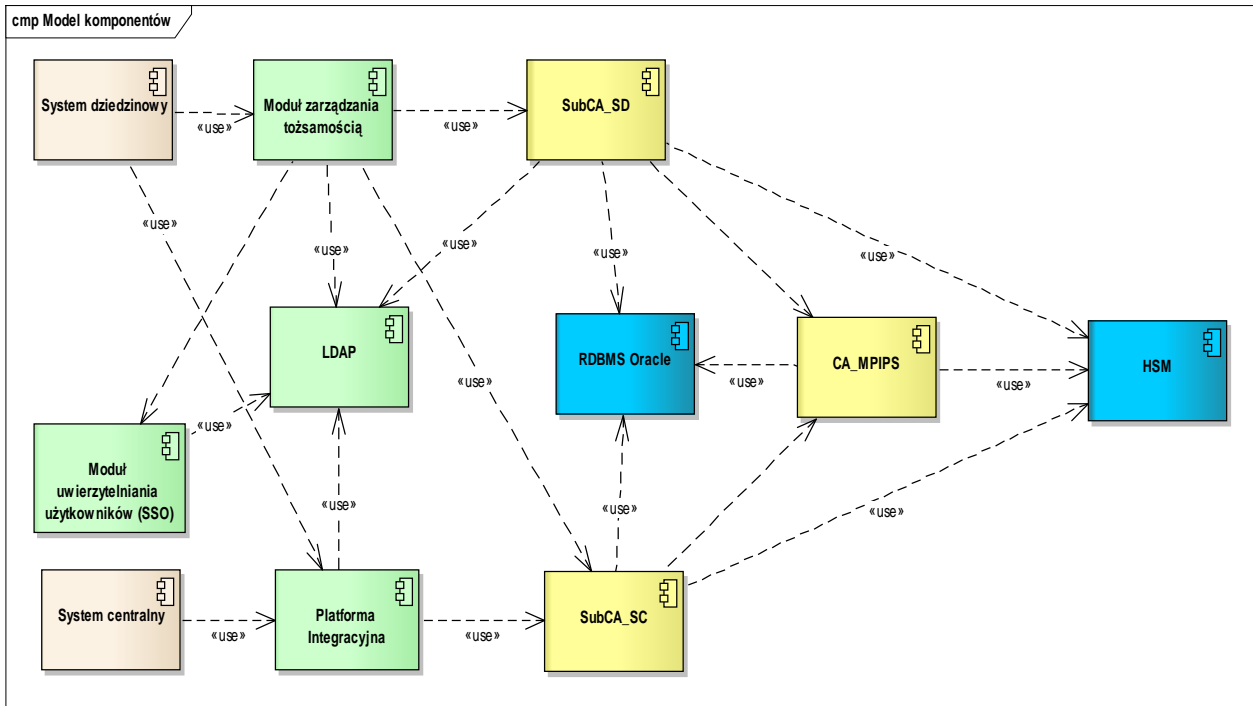 cmp Model komponentów
System dziedzinowy
«use»
Moduł zarządzania
tożsamością
«use»
SubCA_SD
«use»
«use»
«use»
«use»
«use»
LDAP
RDBMS Oracle
«use»
CA_MPIPS
«use»
HSM
«use»
«use»
Moduł
uwierzytelniania
użytkowników (SSO)
«use»
«use»
«use»
System centralny
«use»
Platforma
Integracyjna
«use»
SubCA_SC